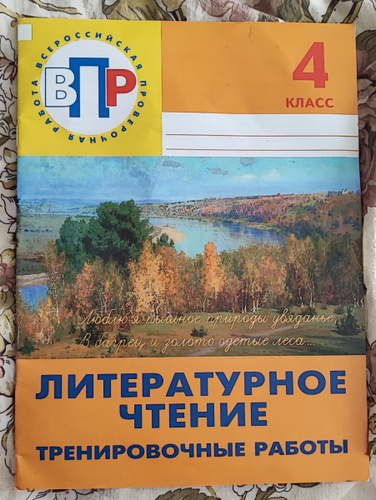 ВСЕРОССИЙСКАЯ ПРОВЕРОЧНАЯ РАБОТА
ВПР
4
КЛАСС
Люблю я пышное природы увяданье,
В багрец и золото одетые леса...
ЛИТЕРАТУРНОЕ
ЧТЕНИЕ
ТРЕНИРОВОЧНЫЕ РАБОТЫ